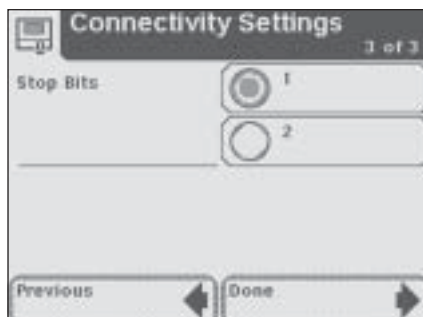 Connectivity Settings
3 of 3
Stop Bits
1
2
Previous
Done